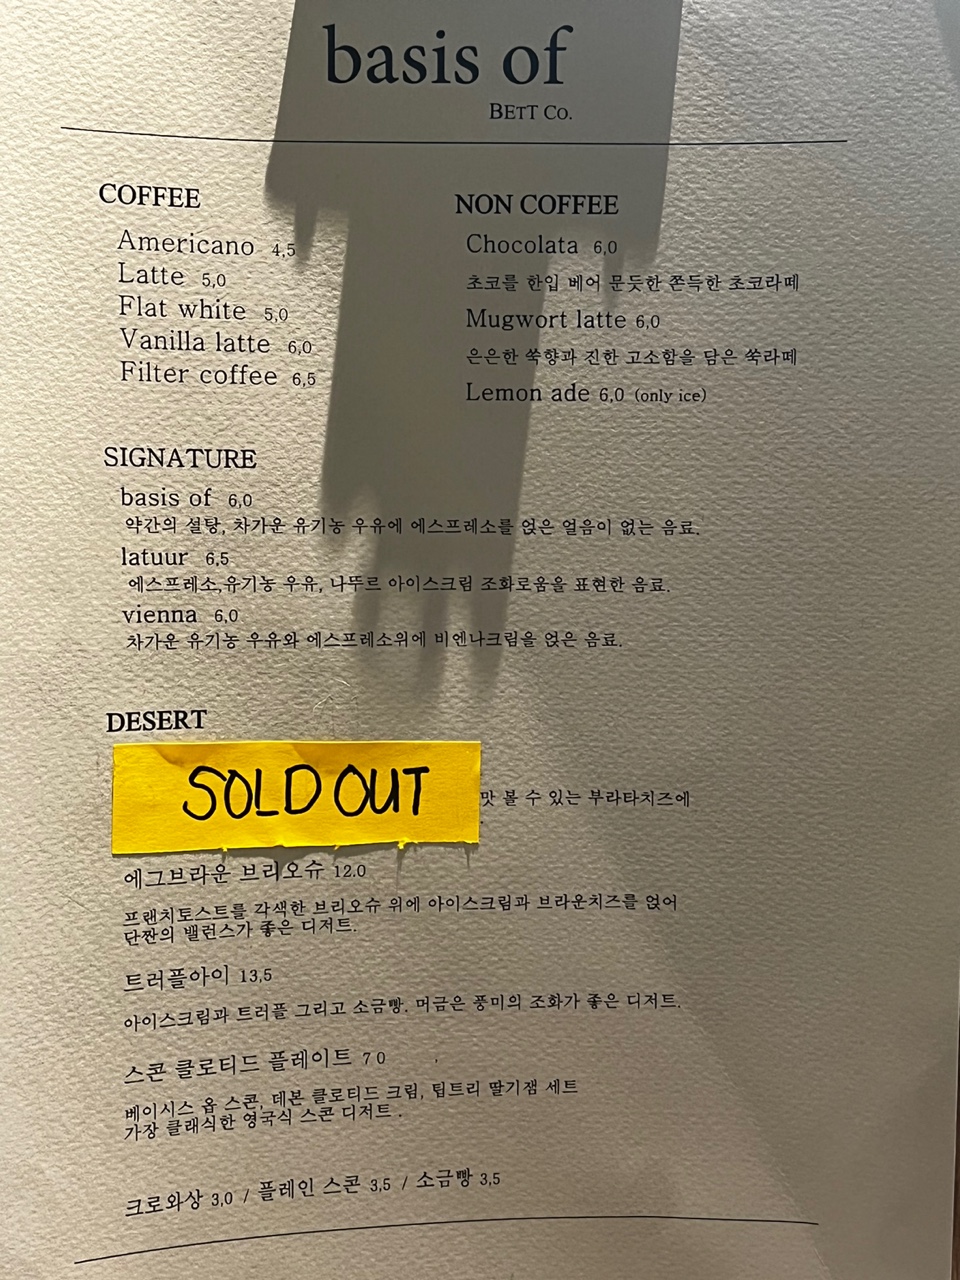 basis of
BETT CO.
COFFEE
Americano 4,5
Latte 5,0
Flat white 5,0
Vanilla latte 6,0
Filter coffee 6,5
NON COFFEE
Chocolata 6,0
초코를 한입 베어 문듯한 쫀득한 초코라떼
Mugwort latte 6,0
은은한 쑥향과 진한 고소함을 담은 쑥라떼
Lemon ade 6,0 (only ice)
SIGNATURE
basis of 6,0
약간의 설탕, 차가운 유기농 우유에 에스프레소를 얹은 얼음이 없는 음료.
latuur 6,5
에스프레소,유기농 우유, 나뚜르 아이스크림 조화로움을 표현한 음료.
vienna 6,0
차가운 유기농 우유와 에스프레소위에 비엔나크림을 얹은 음료.
DESERT
SOLD OUT
맛 볼 수 있는 부라타치즈에
에그브라운 브리오슈 12.0
프랜치토스트를 각색한 브리오슈 위에 아이스크림과 브라운치즈를 얹어
단짠의 밸런스가 좋은 디저트.
트러플아이 13,5
아이스크림과 트러플 그리고 소금빵. 머금은 풍미의 조화가 좋은 디저트.
스콘 클로티드 플레이트 7 0
베이시스 옵 스콘, 데본 클로티드 크림, 팁트리 딸기잼 세트
가장 클래식한 영국식 스콘 디저트 .
크로와상 3,0 / 플레인 스콘 3,5 / 소금빵 3,5